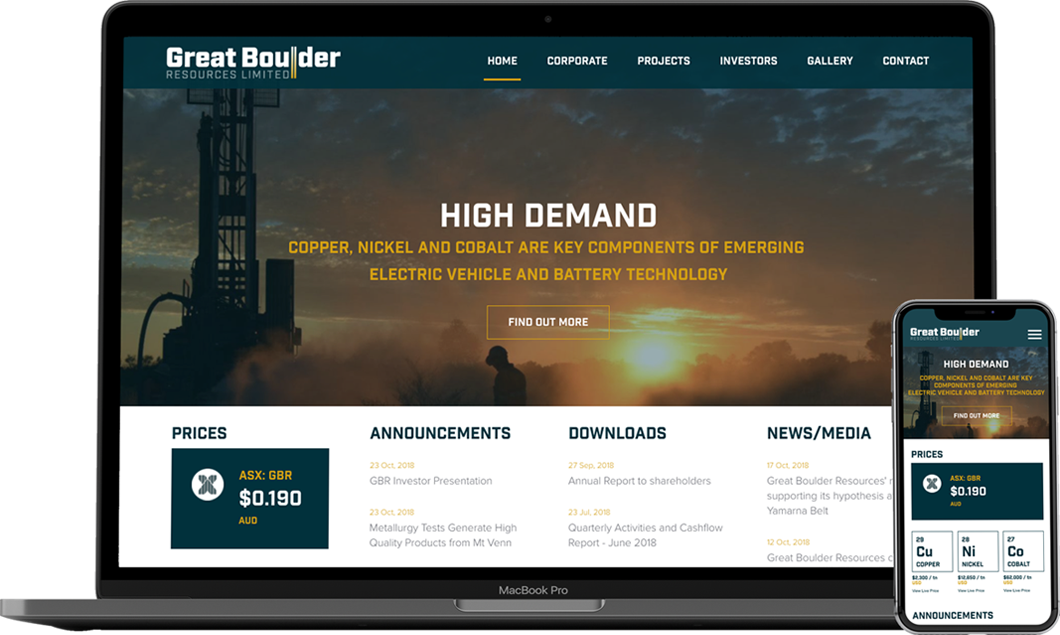 Great Boulder
RESOURCES LIMITED
HOME
CORPORATE
PROJECTS
INVESTORS
GALLERY
CONTACT
HIGH DEMAND
COPPER, NICKEL AND COBALT ARE KEY COMPONENTS OF EMERGING
ELECTRIC VEHICLE AND BATTERY TECHNOLOGY
FIND OUT MORE
PRICES
ASX: GBR
$0.190
AUD
ANNOUNCEMENTS
23 Oct, 2018
GBR Investor Presentation
23 Oct, 2018
Metallurgy Tests Generate High
Quality Products from Mt Venn
DOWNLOADS
27 Sep, 2018
Annual Report to shareholders
23 Jul, 2018
Quarterly Activities and Cashflow
Report - June 2018
NEWS/MEDIA
17 Oct, 2018
Great Boulder Resources'
supporting its hypothesis
Yamarna Belt
12 Oct, 2018
Great Boulder Resources
MacBook Pro
Great Boulder
RESOURCES LIMITED
HIGH DEMAND
COPPER, NICKEL AND COBALT ARE KEY
COMPONENTS OF EMERGING
ELECTRIC VEHICLE AND BATTERY TECHNOLOGY
FIND OUT MORE
PRICES
ASX: GBR
$0.190
AUD
29
Cu
COPPER
$2,300 / tn
USD
View Live Price
28
Ni
NICKEL
$12,650 / tn
USD
View Live Price
27
Co
COBALT
$62,000 / tn
USD
View Live Price
ANNOUNCEMENTS